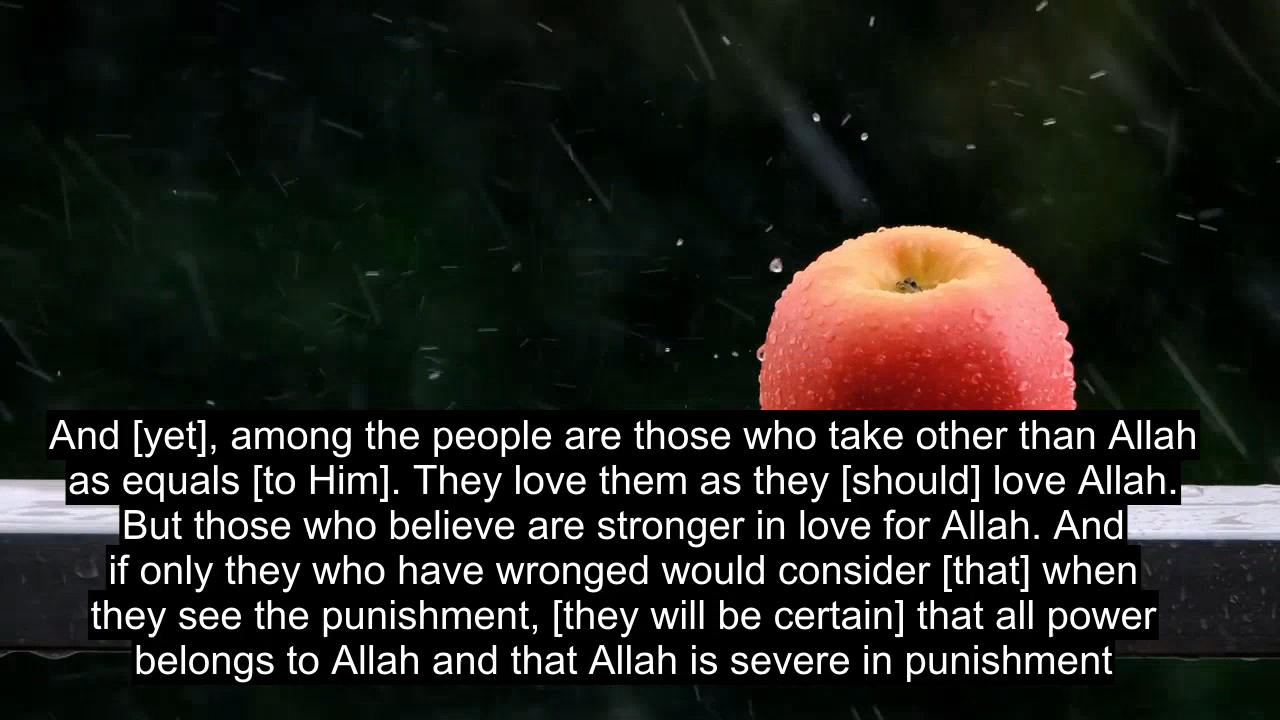 And [yet], among the people are those who take other than Allah
as equals [to Him]. They love them as they [should] love Allah.
But those who believe are stronger in love for Allah. And
if only they who have wronged would consider [that] when
they see the punishment, [they will be certain] that all power
belongs to Allah and that Allah is severe in punishment